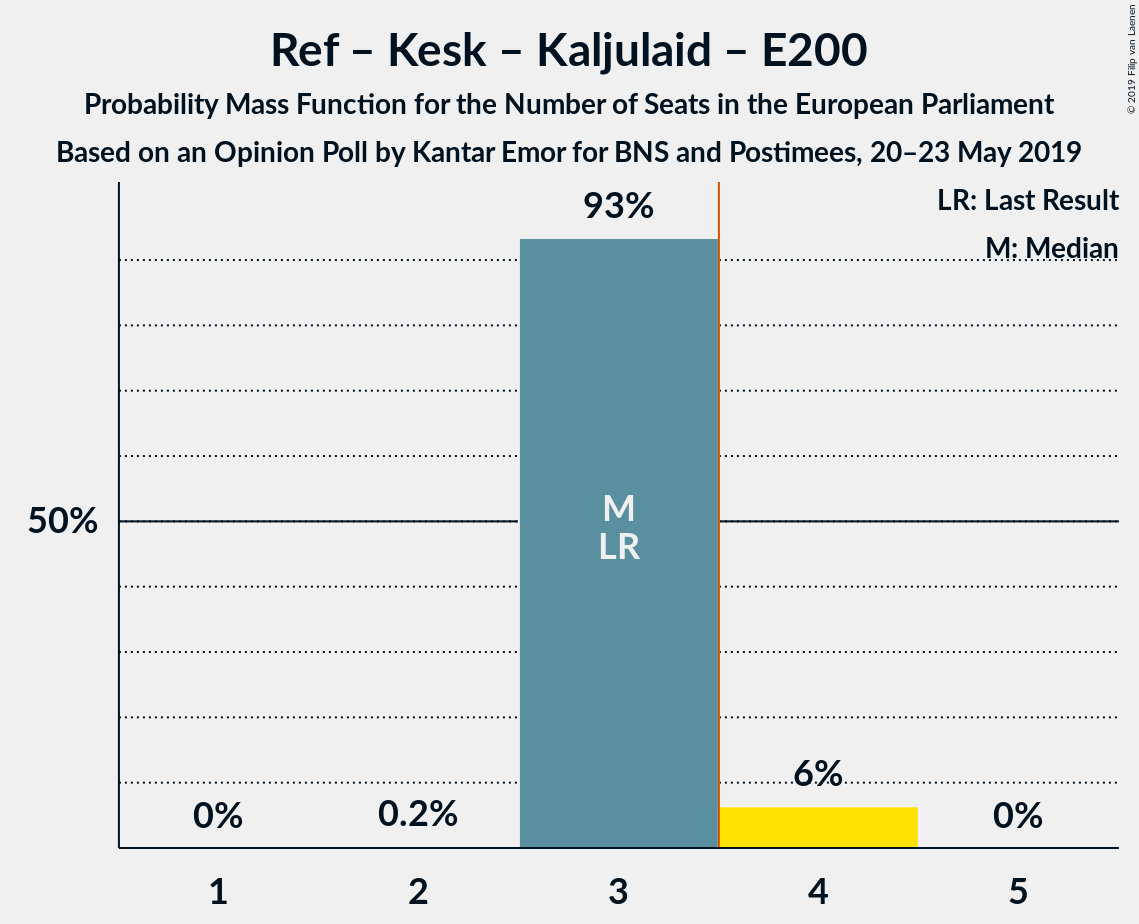 Ref – Kesk – Kaljulaid – E200
Probability Mass Function for the Number of Seats in the European Parliament
Based on an Opinion Poll by Kantar Emor for BNS and Postimees, 20–23 May 2019
© 2019 Filip van Laenen
LR: Last Result
M: Median
93%
50%
M
LR
0%
0.2%
6%
0%
1
2
3
4
5